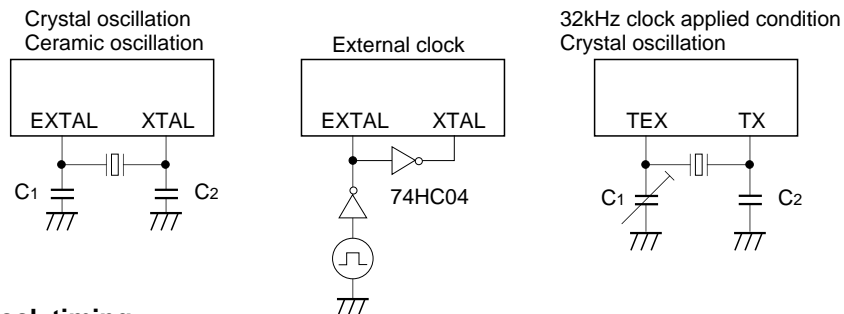 Crystal oscillation
Ceramic oscillation
EXTAL XTAL
C1 C2
External clock
EXTAL XTAL
74HC04
32kHz clock applied condition
Crystal oscillation
TEX TX
C1 C2
timing